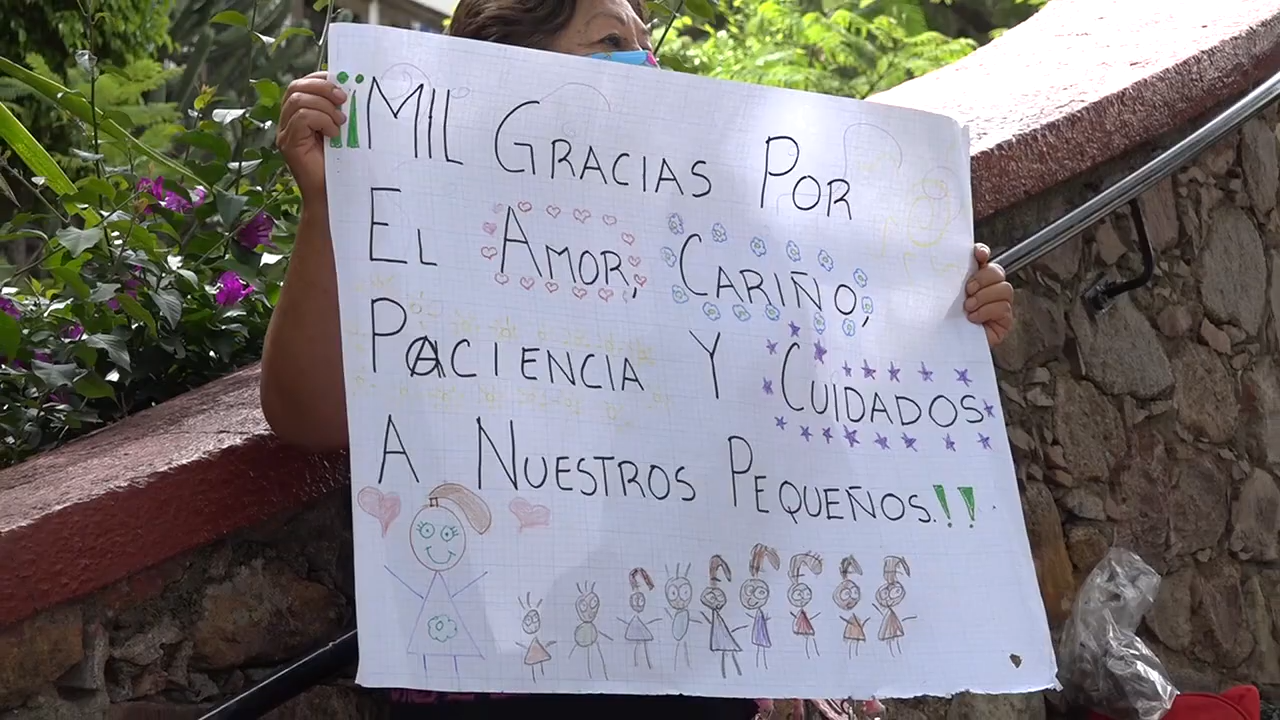 ¡¡MIL GRACIAS POR
EL AMOR, CARIÑO,
PACIENCIA Y CUIDADOS
A NUESTROS PEQUEÑOS.!!